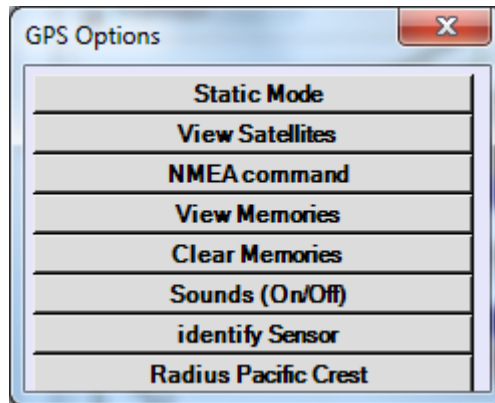 GPS Options
Static Mode
View Satellites
NMEA command
View Memories
Clear Memories
Sounds (On/Off)
identify Sensor
Radius Pacific Crest